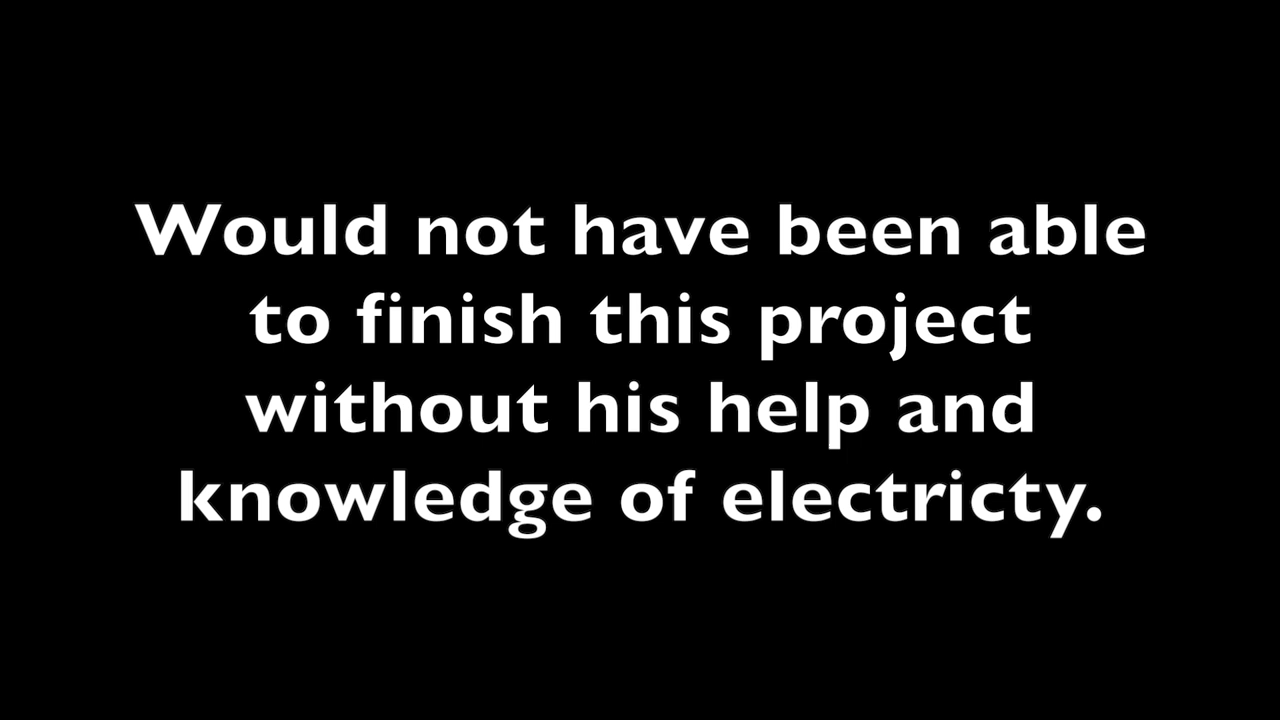 Would not have been able
to finish this project
without his help and
knowledge of electricty.